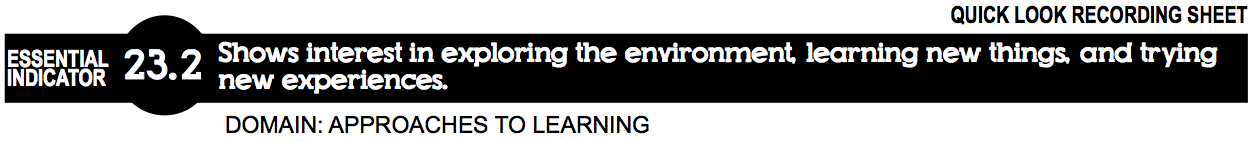 QUICK LOOK RECORDING SHEET
ESSENTIAL
INDICATOR
23.2
Shows interest in exploring the environment, learning new things, and trying
new experiences.
DOMAIN: APPROACHES TO LEARNING